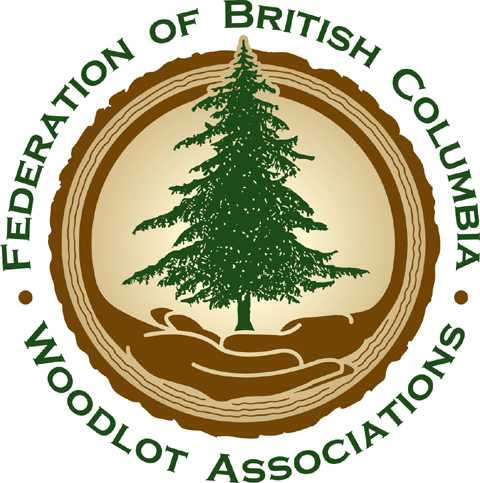 FEDERATION OF BRITISH COLUMBIA
WOODLOT ASSOCIATIONS